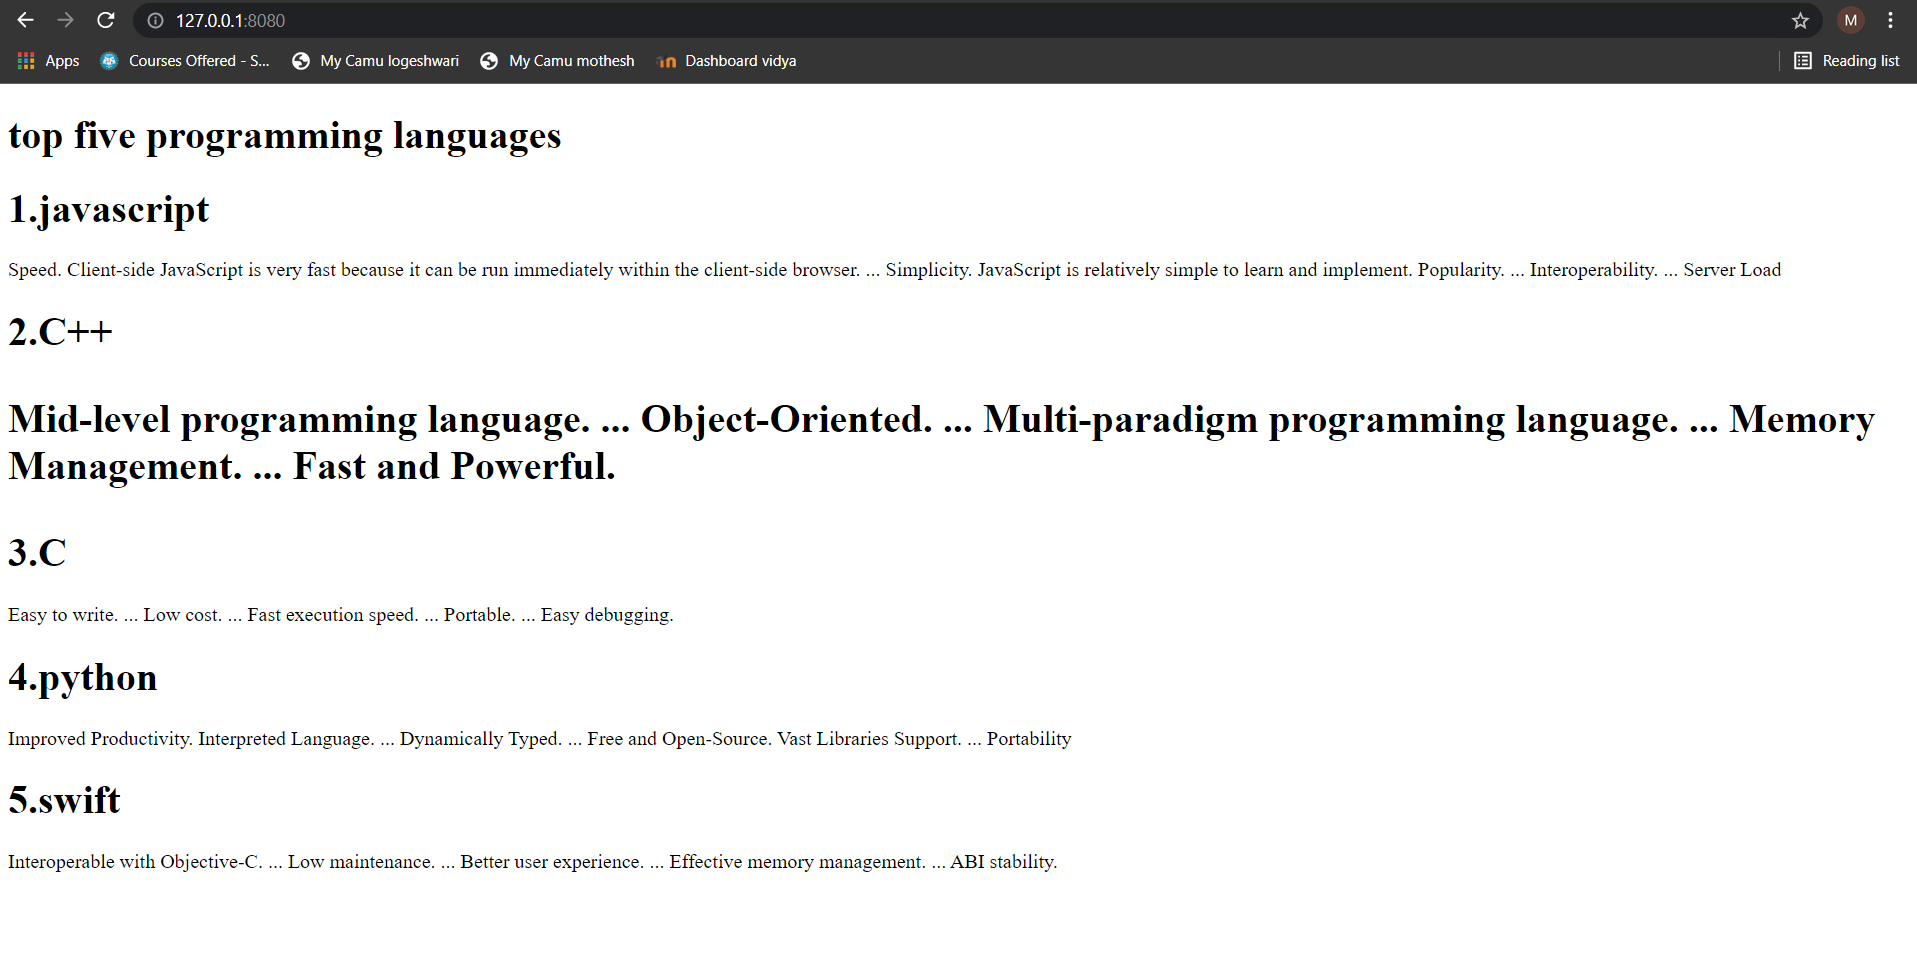 127.0.0.1:8080
M
Apps Courses Offered - S... My Camu logeshwari My Camu mothesh Dashboard vidya Reading list
top five programming languages
1.javascript
Speed. Client-side JavaScript is very fast because it can be run immediately within the client-side browser. ... Simplicity. JavaScript is relatively simple to learn and implement. Popularity. ... Interoperability. ... Server Load
2.C++
Mid-level programming language. ... Object-Oriented. ... Multi-paradigm programming language. ... Memory
Management. ... Fast and Powerful.
3.C
Easy to write. ... Low cost. ... Fast execution speed. ... Portable. ... Easy debugging.
4.python
Improved Productivity. Interpreted Language. ... Dynamically Typed. ... Free and Open-Source. Vast Libraries Support. ... Portability
5.swift
Interoperable with Objective-C. ... Low maintenance. ... Better user experience. ... Effective memory management. ... ABI stability.